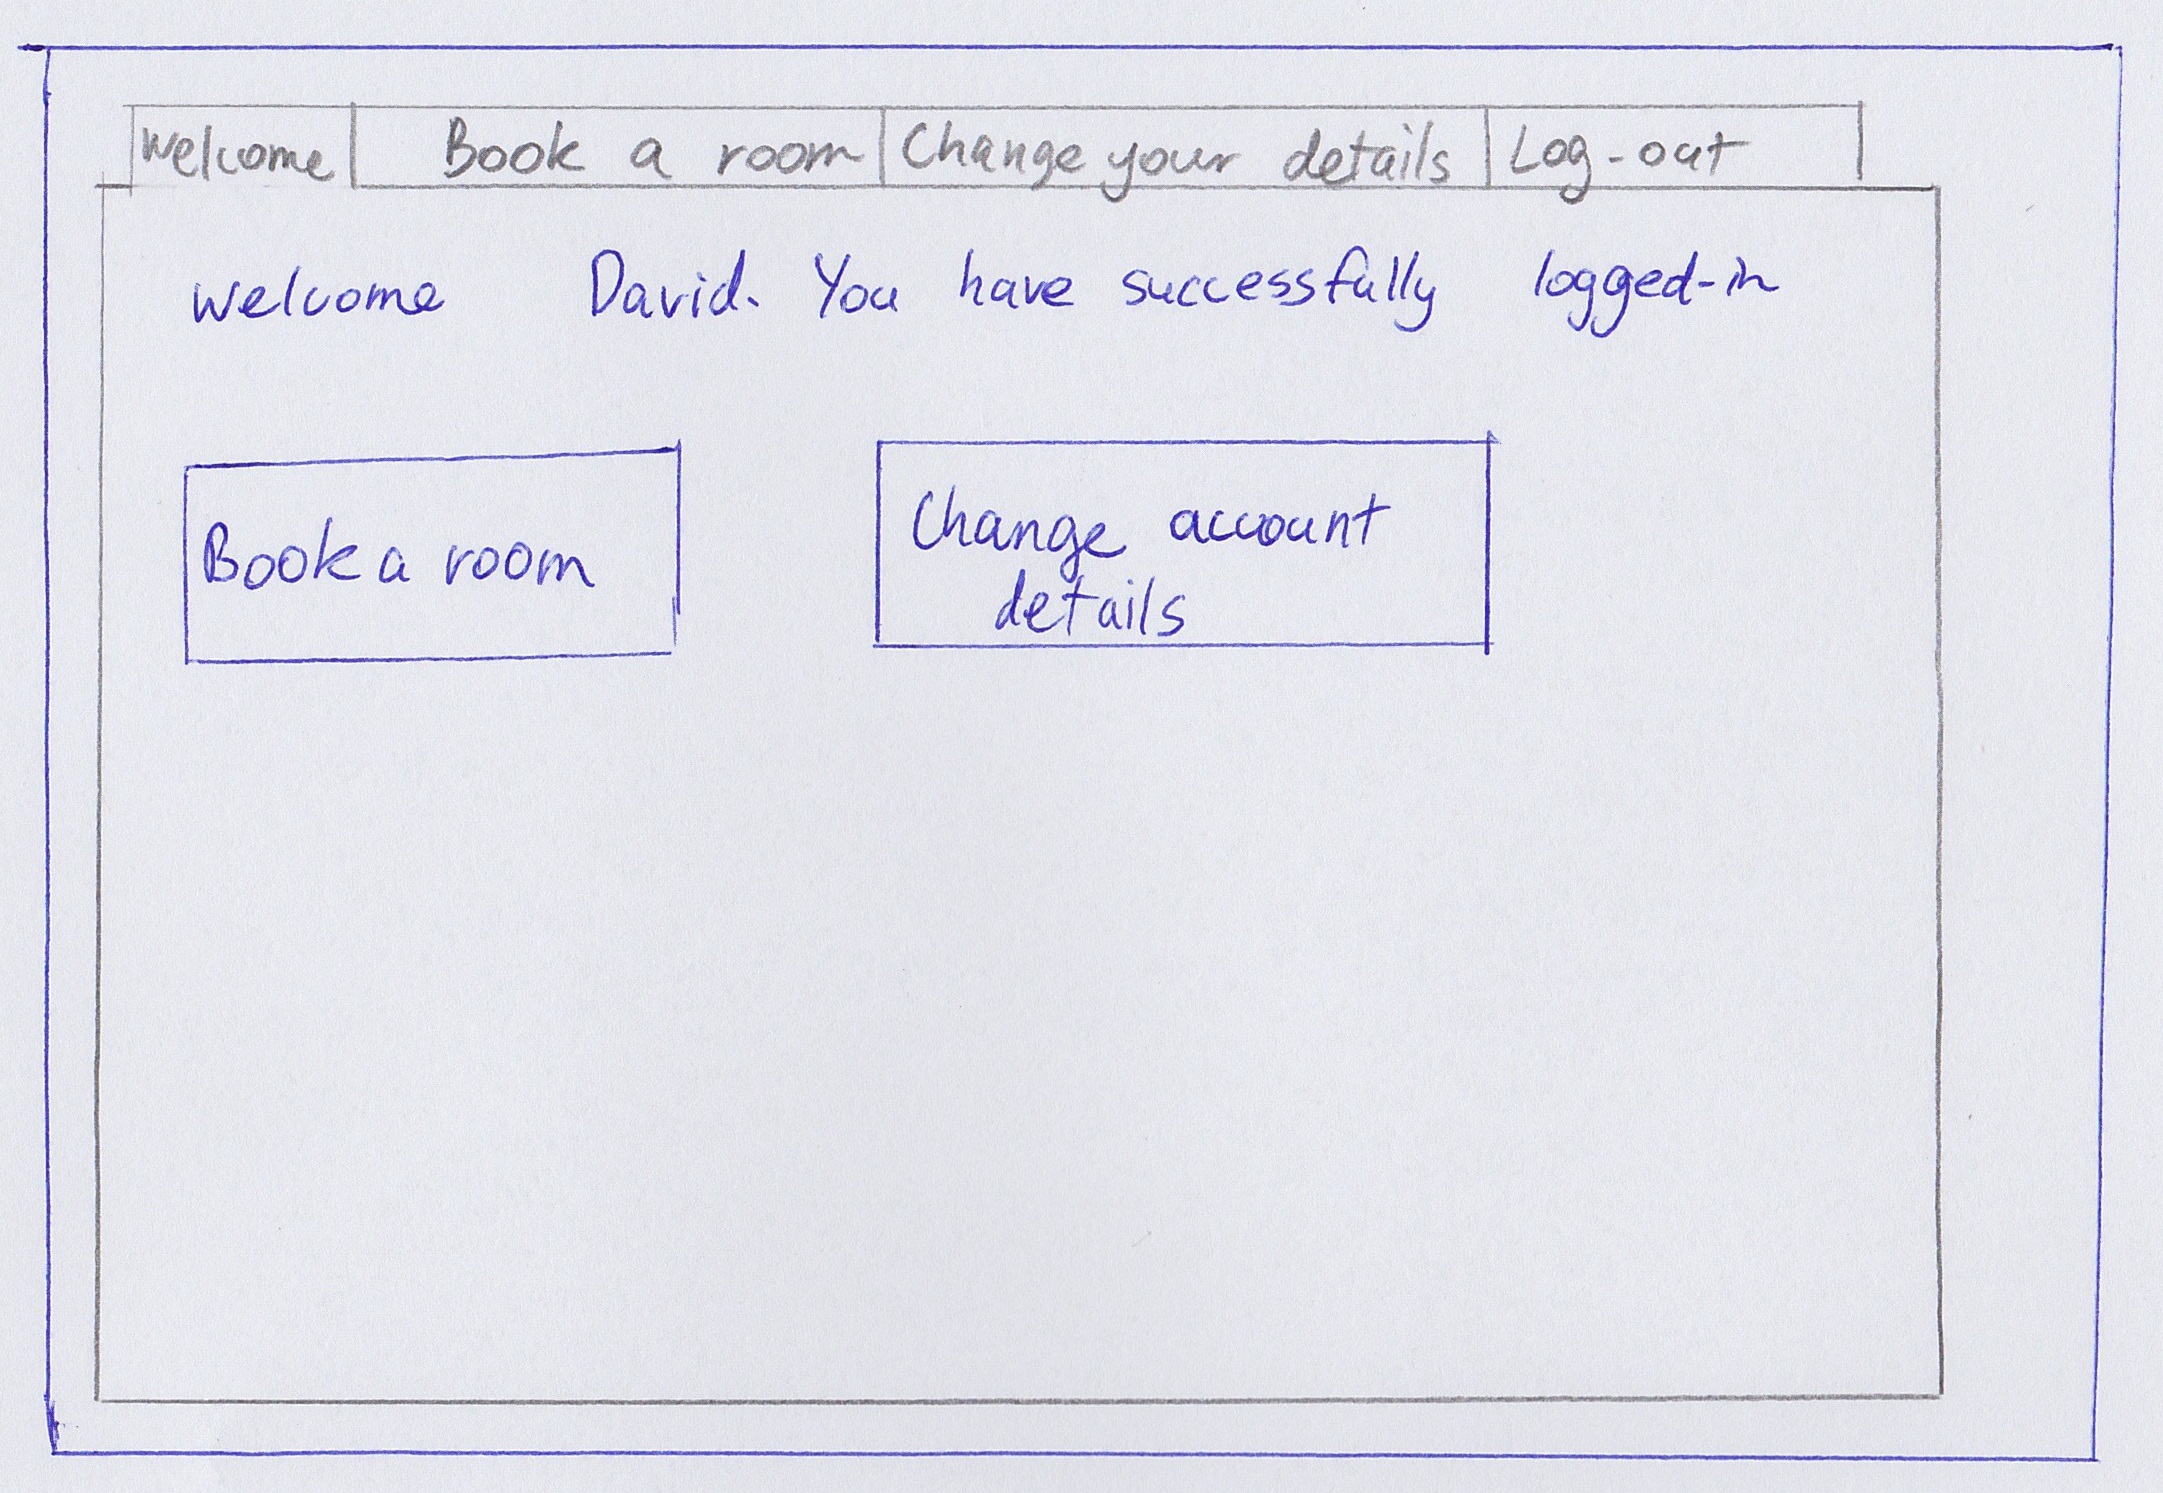 Welcome Book a room Change your details Log-out
Welcome David. You have successfully logged-in
Book a room
Change account
details